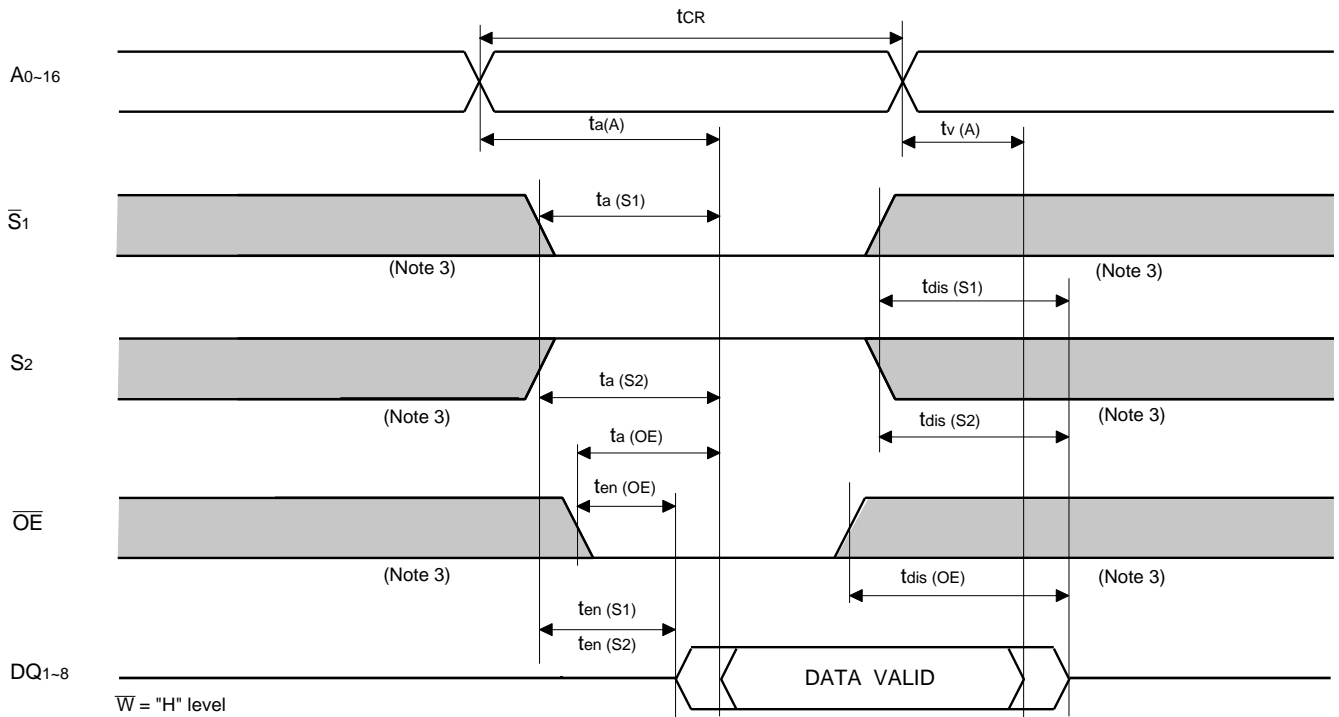 tCR
A0~16
ta(A)
tv (A)
S̅1
ta (S1)
(Note 3)
(Note 3)
tdis (S1)
S2
ta (S2)
(Note 3)
(Note 3)
tdis (S2)
ta (OE)
ten (OE)
O̅E̅
(Note 3)
(Note 3)
tdis (OE)
ten (S1)
ten (S2)
DQ1~8
DATA VALID
W̅ = "H" level